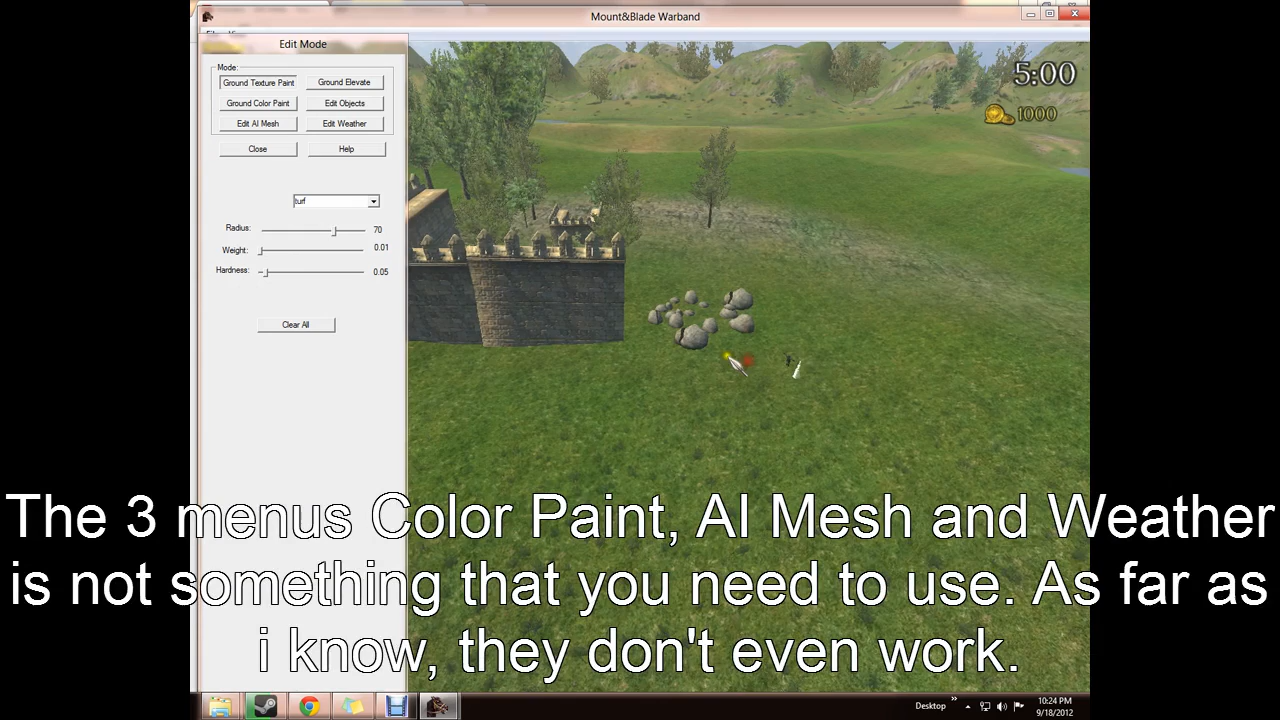 Mount&Blade Warband
Edit Mode
Mode:
Ground Texture Paint
Ground Elevate
Ground Color Paint
Edit Objects
Edit AI Mesh
Edit Weather
Close
Help
turf
Radius:
70
Weight:
0.01
Hardness:
0.05
Clear All
5:00
1000
The 3 menus Color Paint, AI Mesh and Weather
is not something that you need to use. As far as
i know, they don't even work.
Desktop
10:24 PM
9/18/2012